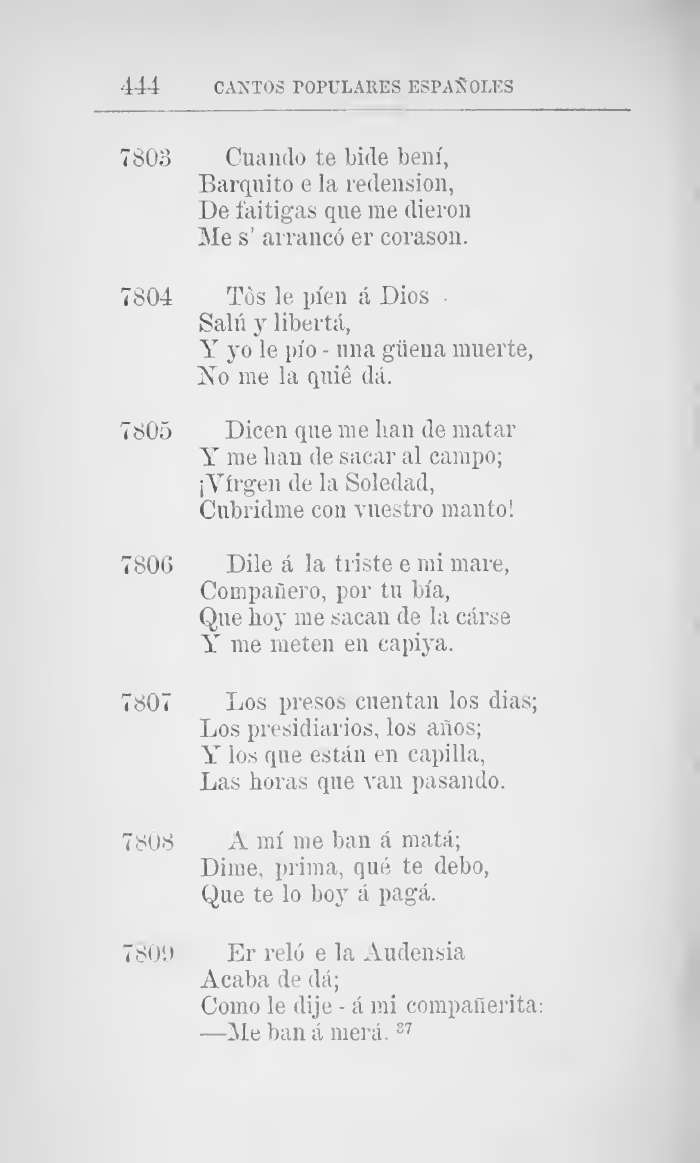 444 CANTOS POPULARES ESPAÑOLES
7803 Cuando te bide bení,
Barquito e la redension,
De faitigas que me dieron
Me s' arrancó er corason.
7804 Tòs le píen á Dios
Salú y libertá,
Y yo le pío - una güena muerte,
No me la quiê dá.
7805 Dicen que me han de matar
Y me han de sacar al campo;
¡Vírgen de la Soledad,
Cubridme con vuestro manto!
7806 Dile á la triste e mi mare,
Compañero, por tu bía,
Que hoy me sacan de la cárse
Y me meten en capiya.
7807 Los presos cuentan los dias;
Los presidiarios, los años;
Y los que están en capilla,
Las horas que van pasando.
7808 A mí me ban á matá;
Dime, prima, qué te debo,
Que te lo boy á pagá.
7809 Er reló e la Audensia
Acaba de dá;
Como le dije - á mi compañerita:
—Me ban á merá. 37